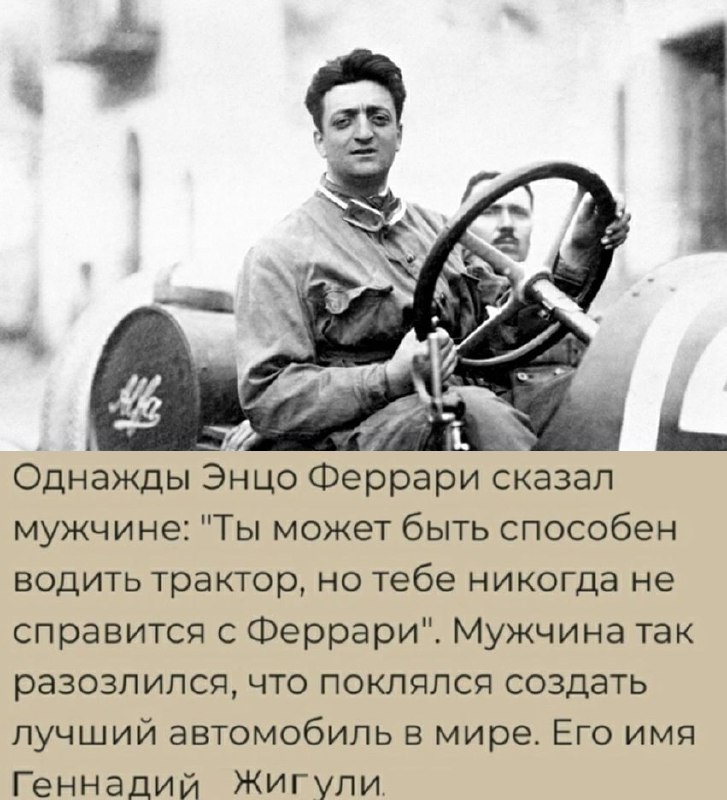 Alfa
Однажды Энцо Феррари сказал
мужчине: "Ты может быть способен
водить трактор, но тебе никогда не
справится с Феррари". Мужчина так
разозлился, что поклялся создать
лучший автомобиль в мире. Его имя
Геннадий Жигули.